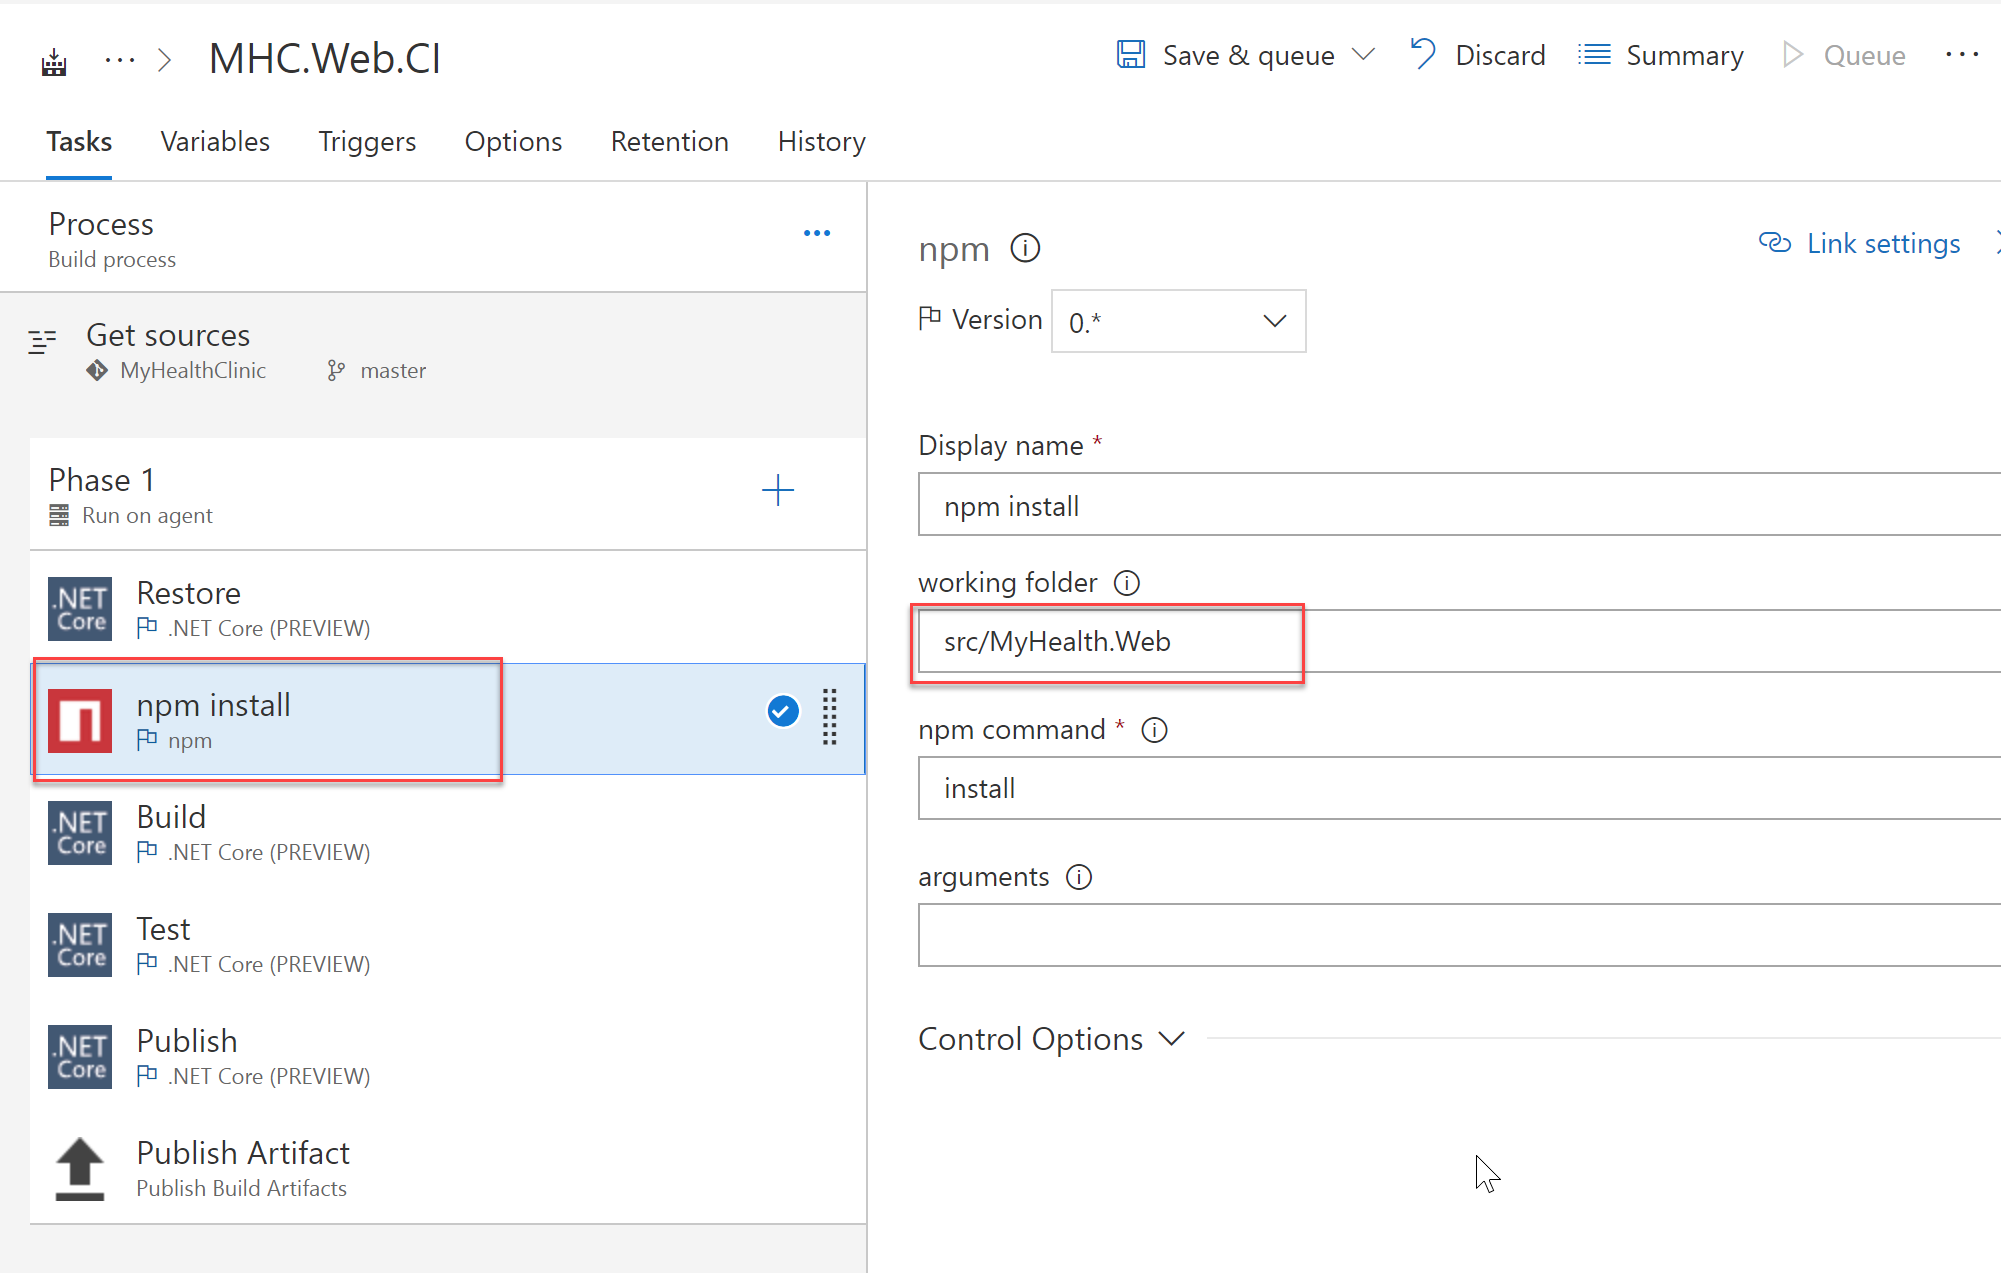 MHC.Web.CI
Save & queue
Discard
Summary
Queue
Tasks
Variables
Triggers
Options
Retention
History
Process
Build process
Get sources
MyHealthClinic
master
Phase 1
Run on agent
.NET Core
Restore
.NET Core (PREVIEW)
npm install
npm
.NET Core
Build
.NET Core (PREVIEW)
.NET Core
Test
.NET Core (PREVIEW)
.NET Core
Publish
.NET Core (PREVIEW)
Publish Artifact
Publish Build Artifacts
npm
Link settings
Version 0.*
Display name *
npm install
working folder
src/MyHealth.Web
npm command *
install
arguments
Control Options